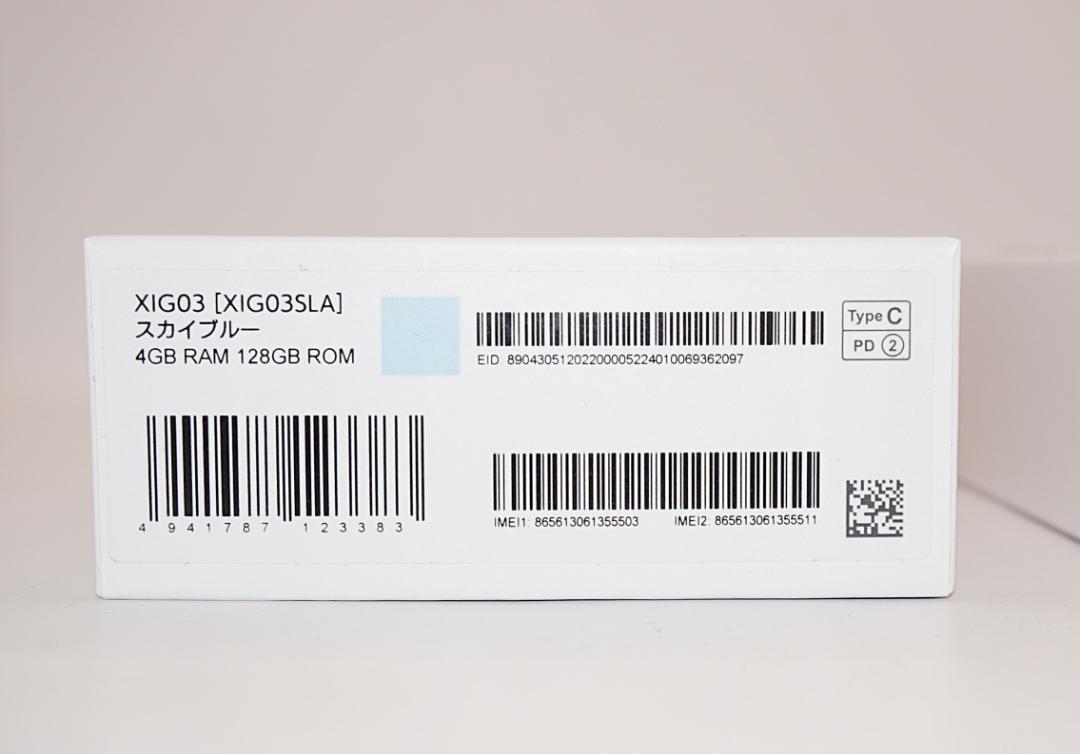 XIG03 [XIG03SLA]
スカイブルー
4GB RAM 128GB ROM
EID: 89043051202200005224010069362097
Type C
PD 2
4 941787 123383
IMEI1: 865613061355503
IMEI2: 865613061355511